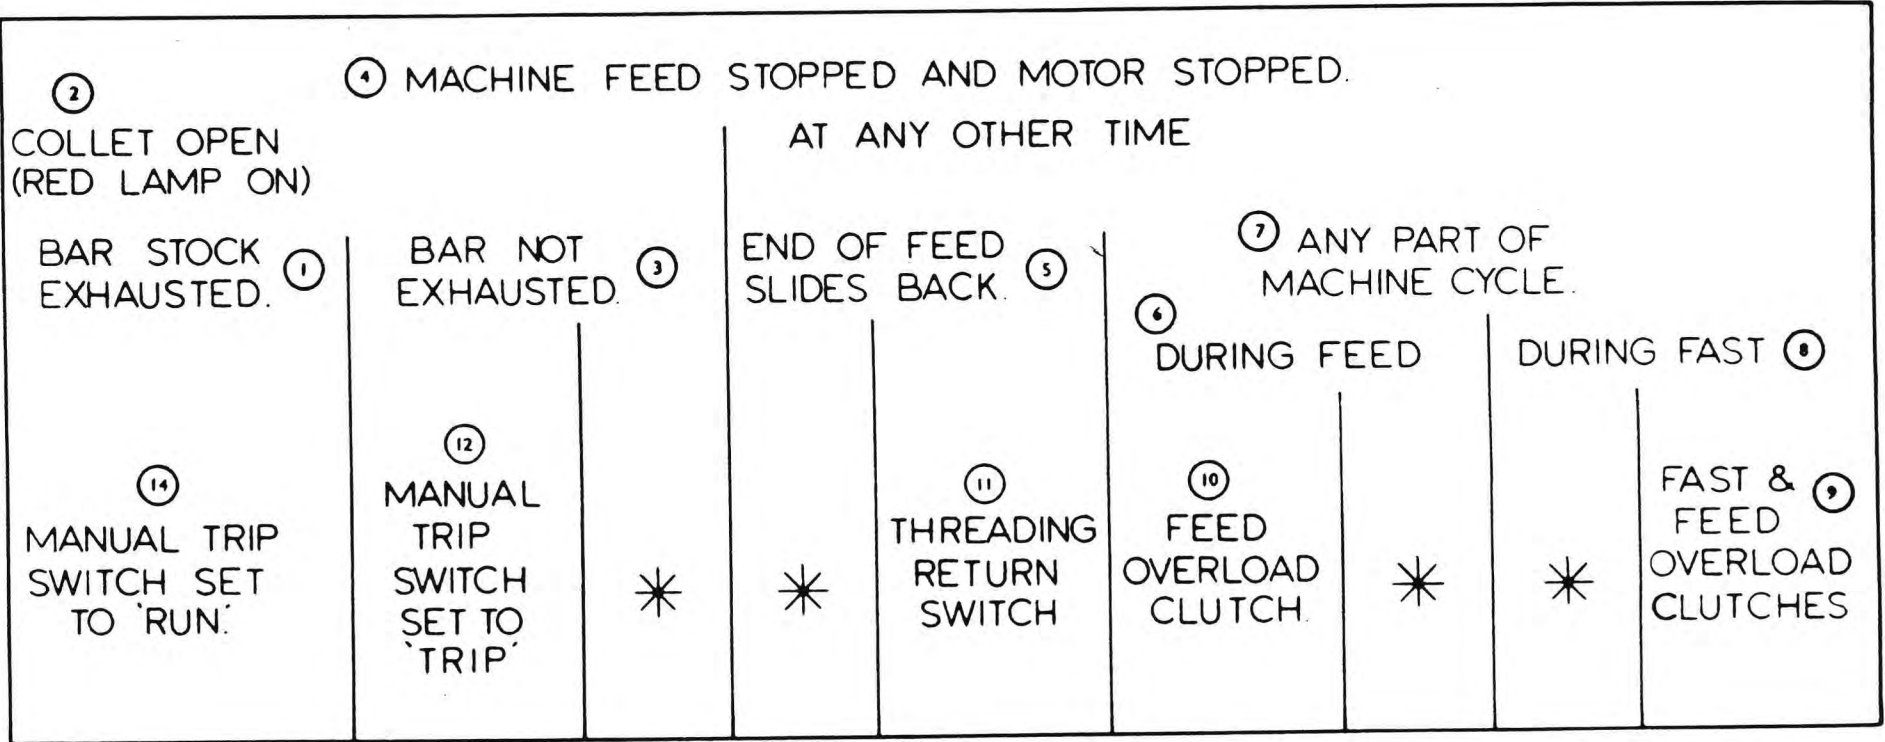 ④ MACHINE FEED STOPPED AND MOTOR STOPPED.
②
COLLET OPEN
(RED LAMP ON)
AT ANY OTHER TIME
BAR STOCK
EXHAUSTED. ①
BAR NOT
EXHAUSTED. ③
END OF FEED
SLIDES BACK. ⑤
⑦ ANY PART OF
MACHINE CYCLE.
⑥
DURING FEED
DURING FAST ⑧
⑭
MANUAL TRIP
SWITCH SET
TO 'RUN'.
⑫
MANUAL
TRIP
SWITCH
SET TO
'TRIP'
*
*
⑪
THREADING
RETURN
SWITCH
⑩
FEED
OVERLOAD
CLUTCH.
*
*
FAST &
FEED ⑨
OVERLOAD
CLUTCHES